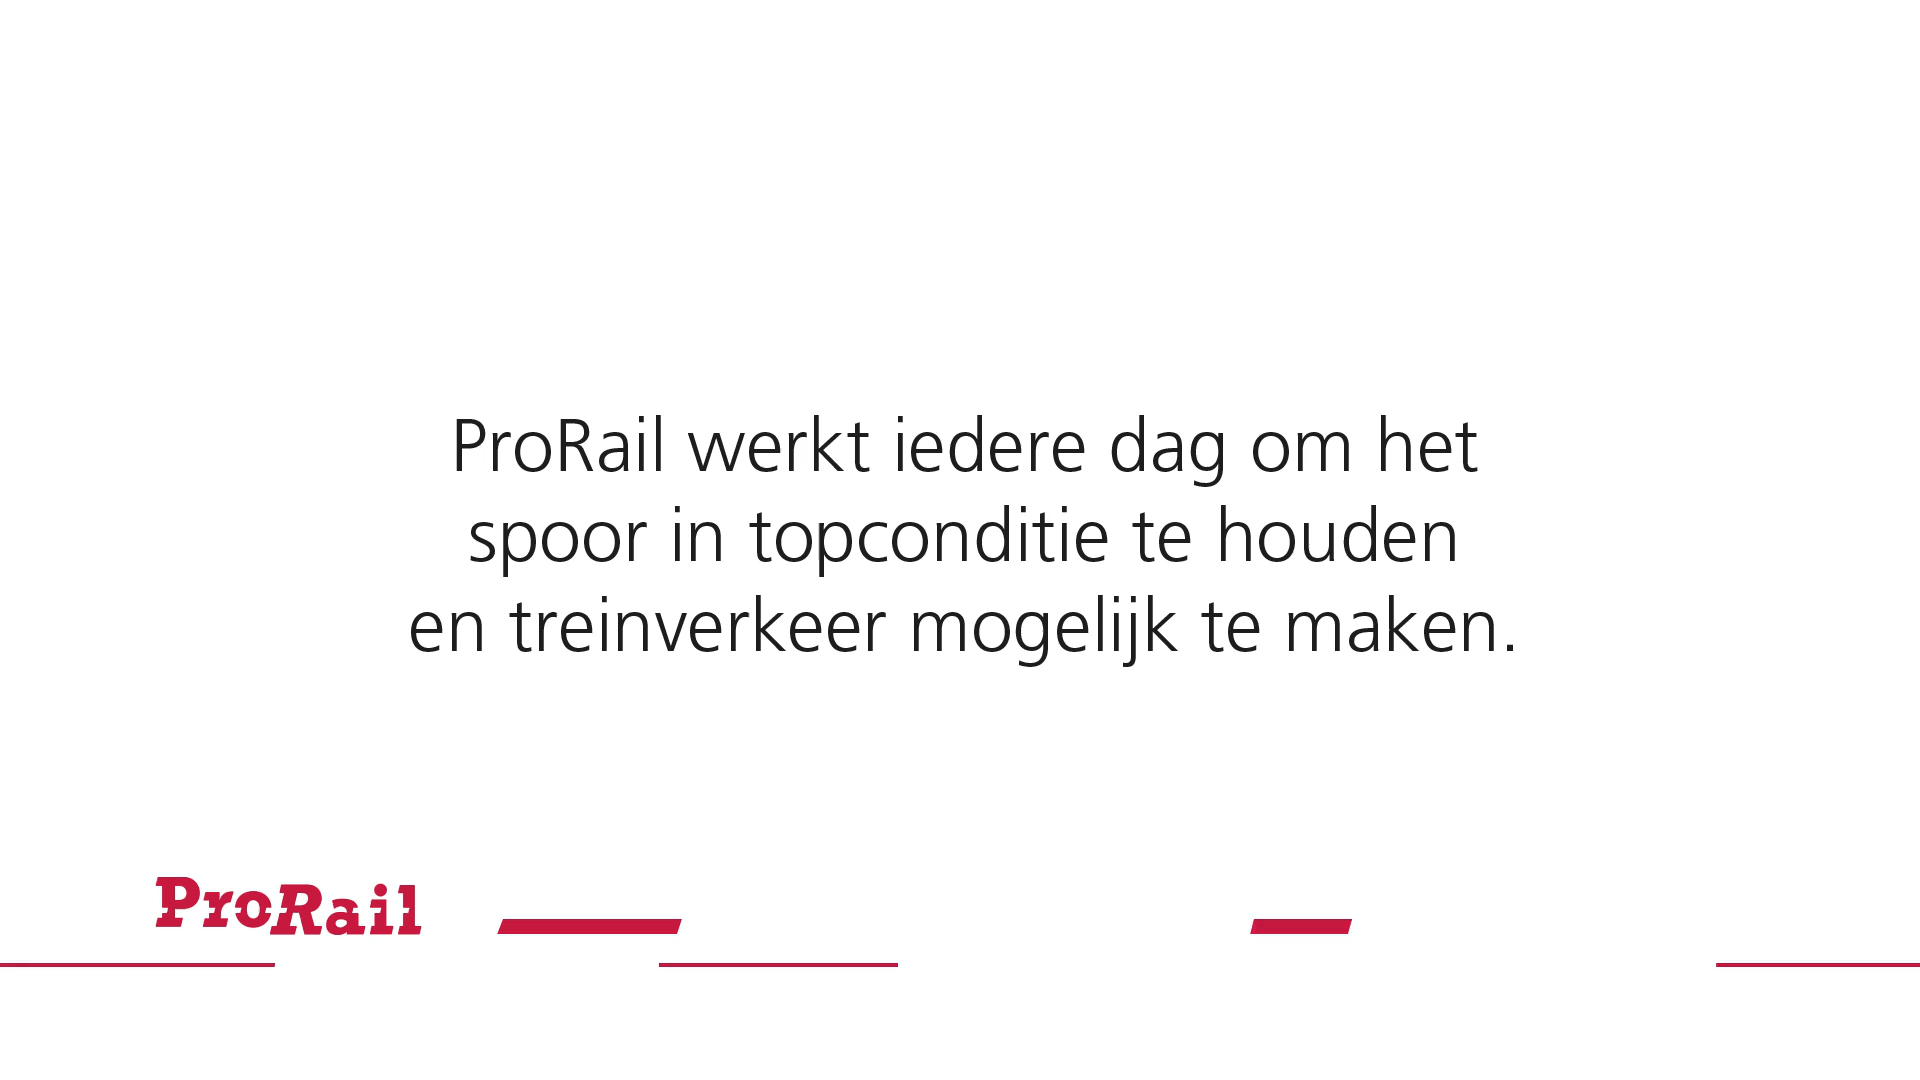 ProRail werkt iedere dag om het
spoor in topconditie te houden
en treinverkeer mogelijk te maken.
ProRail